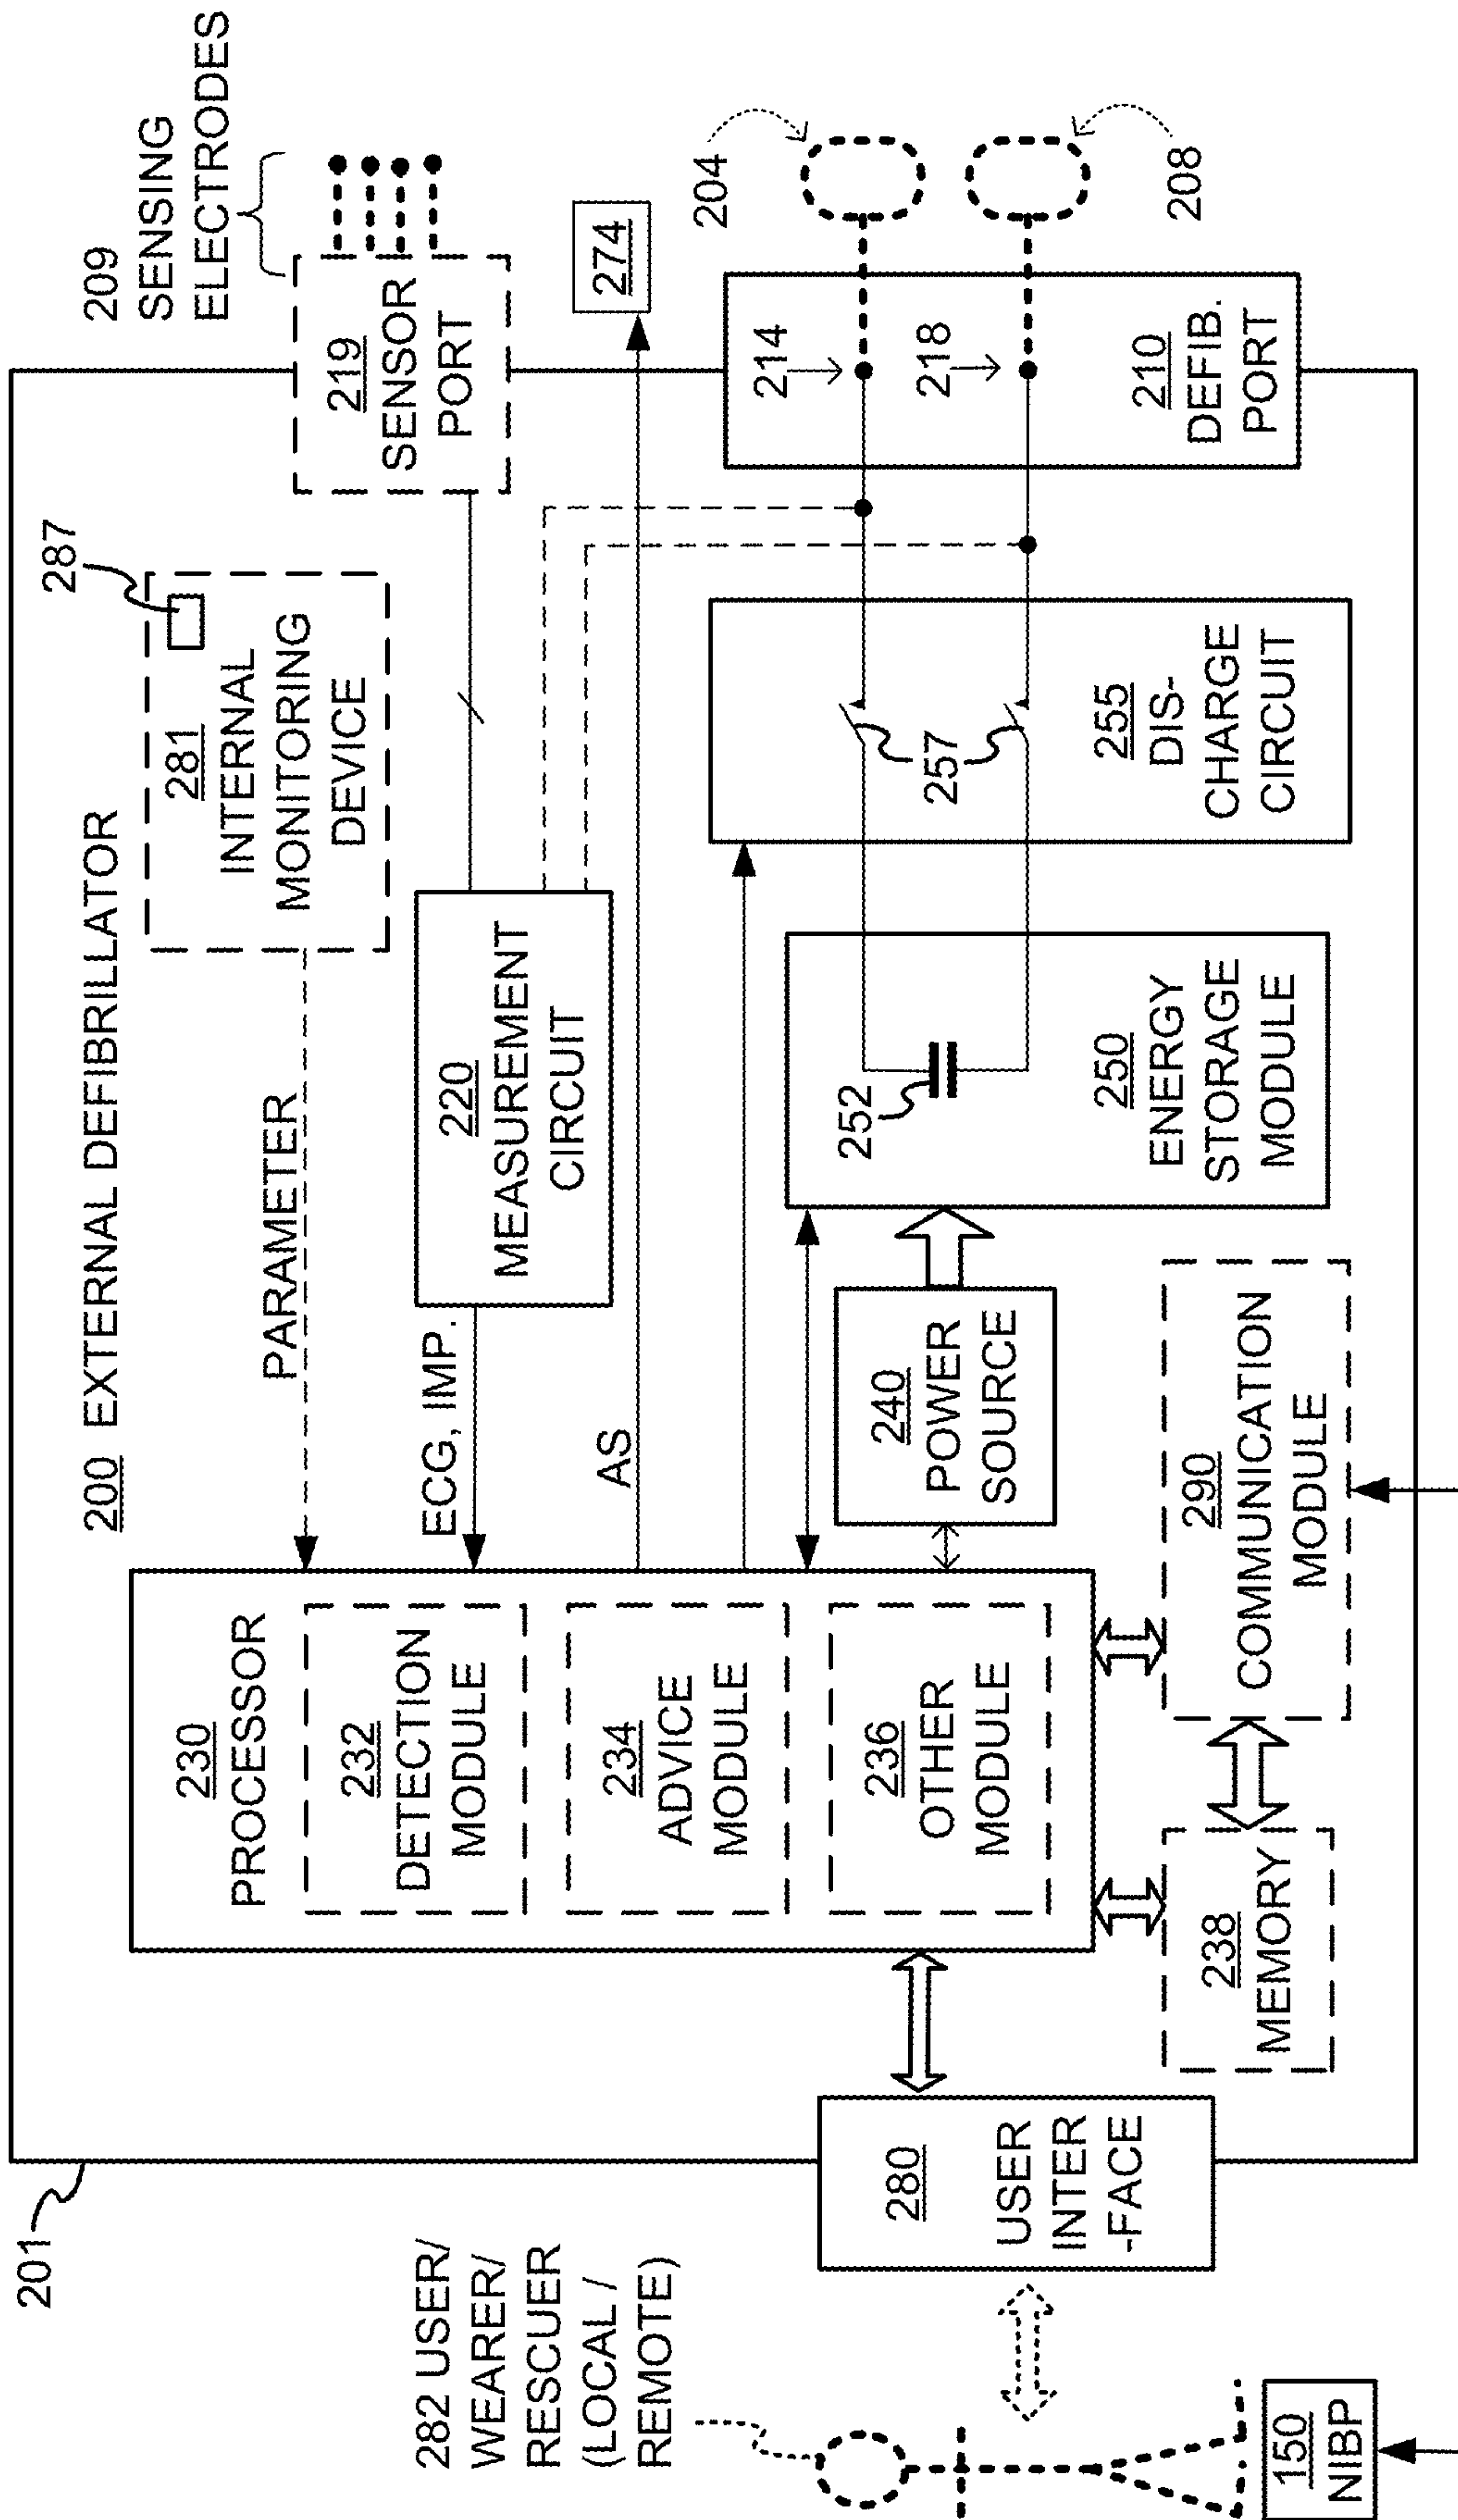 201
200 EXTERNAL DEFIBRILLATOR
209
SENSING
ELECTRODES
287
281
INTERNAL
MONITORING
DEVICE
219
SENSOR
PORT
PARAMETER
230
PROCESSOR
232
DETECTION
MODULE
234
ADVICE
MODULE
236
OTHER
MODULE
ECG, IMP.
220
MEASUREMENT
CIRCUIT
AS
274
282 USER/
WEARER/
RESCUER
(LOCAL /
REMOTE)
280
USER
INTER
-FACE
240
POWER
SOURCE
252
250
ENERGY
STORAGE
MODULE
257
255
DIS-
CHARGE
CIRCUIT
214
218
210
DEFIB.
PORT
204
208
238
MEMORY
290
COMMUNICATION
MODULE
150
NIBP